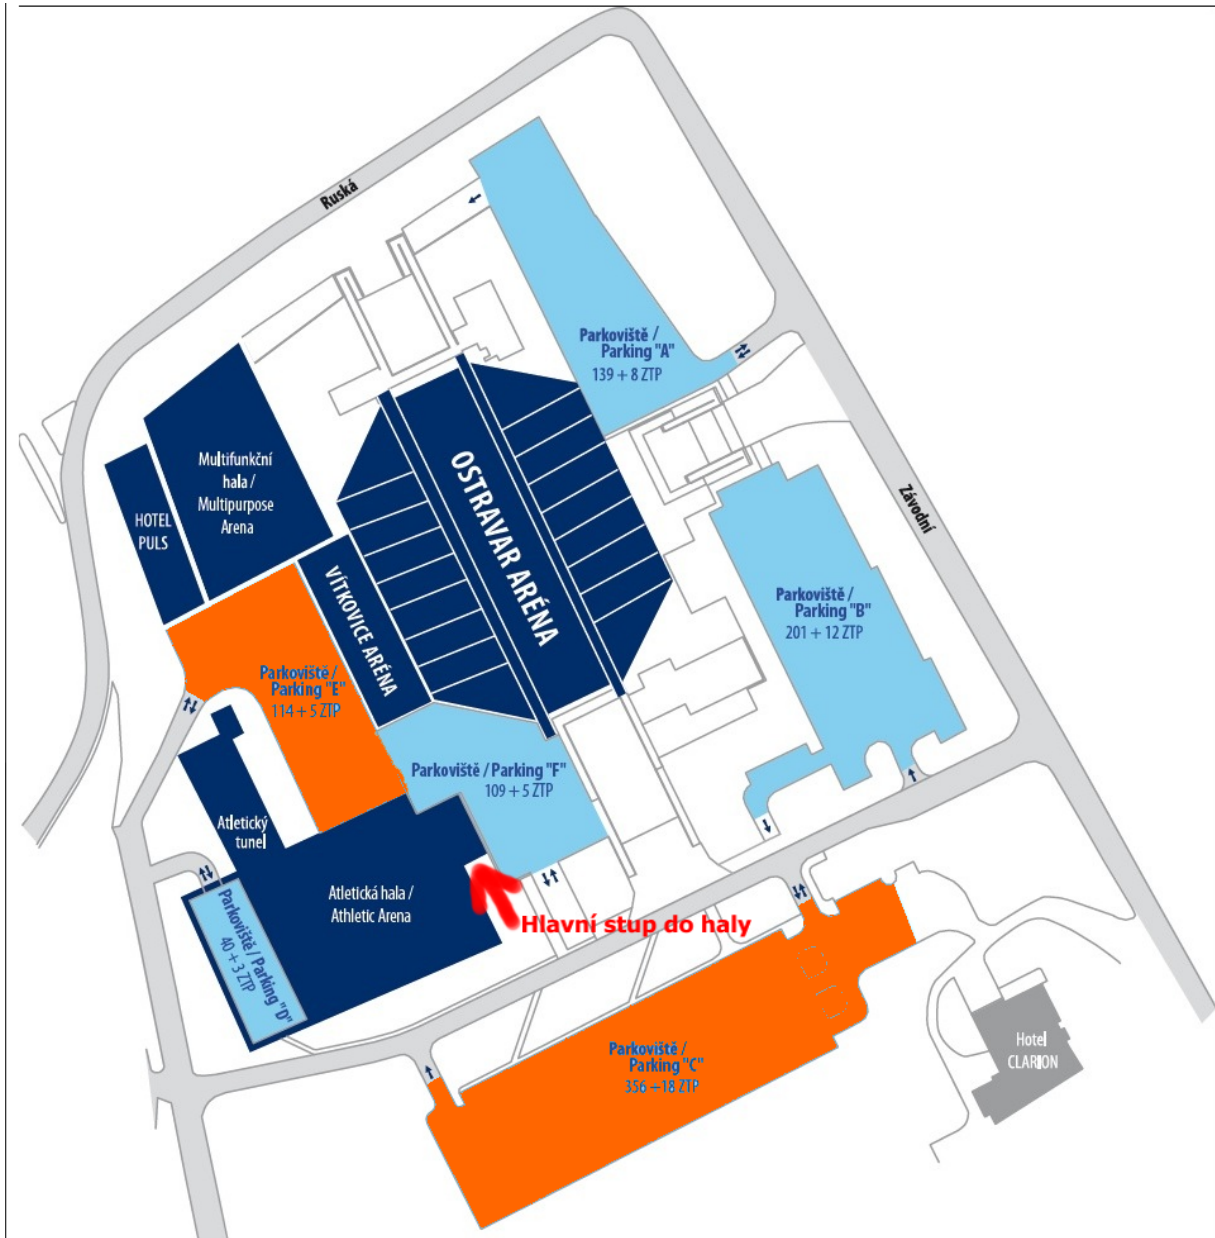 Ruská
Parkoviště /
Parking "A"
139 + 8 ZTP
Multifunkční
hala /
Multipurpose
Arena
HOTEL
PULS
OSTRAVAR ARÉNA
Závodní
VÍTKOVICE ARÉNA
Parkoviště /
Parking "B"
201 + 12 ZTP
Parkoviště /
Parking "E"
114 + 5 ZTP
Parkoviště / Parking "F"
109 + 5 ZTP
Atletický
tunel
Atletická hala /
Athletic Arena
Hlavní stup do haly
Parkoviště / Parking "D"
40 + 3 ZTP
Parkoviště /
Parking "C"
356 +18 ZTP
Hotel
CLARION